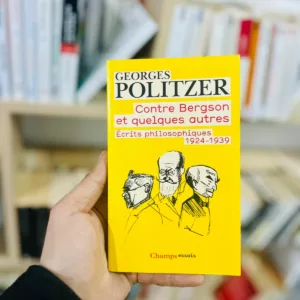 GEORGES
POLITZER
Contre Bergson
et quelques autres
Écrits philosophiques
1924-1939
Champs essais